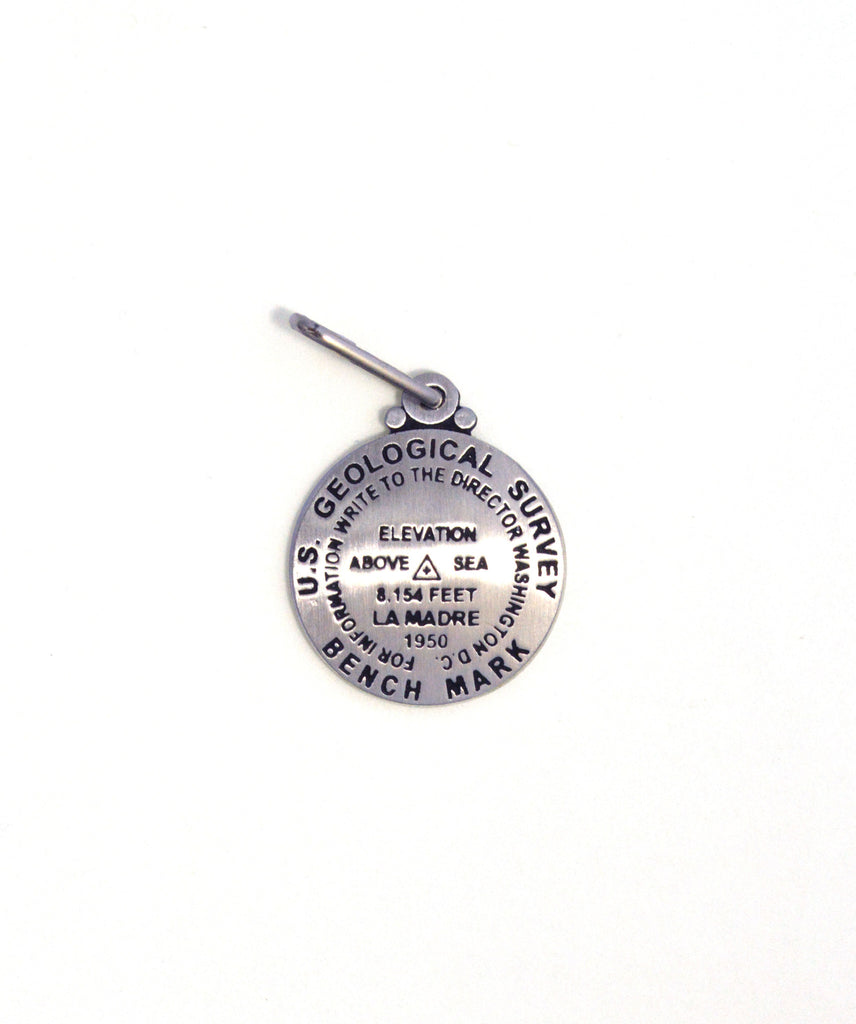 U.S. GEOLOGICAL SURVEY
FOR INFORMATION WRITE TO THE DIRECTOR WASHINGTON D.C.
ELEVATION
ABOVE SEA
8,154 FEET
LA MADRE
1950
BENCH MARK